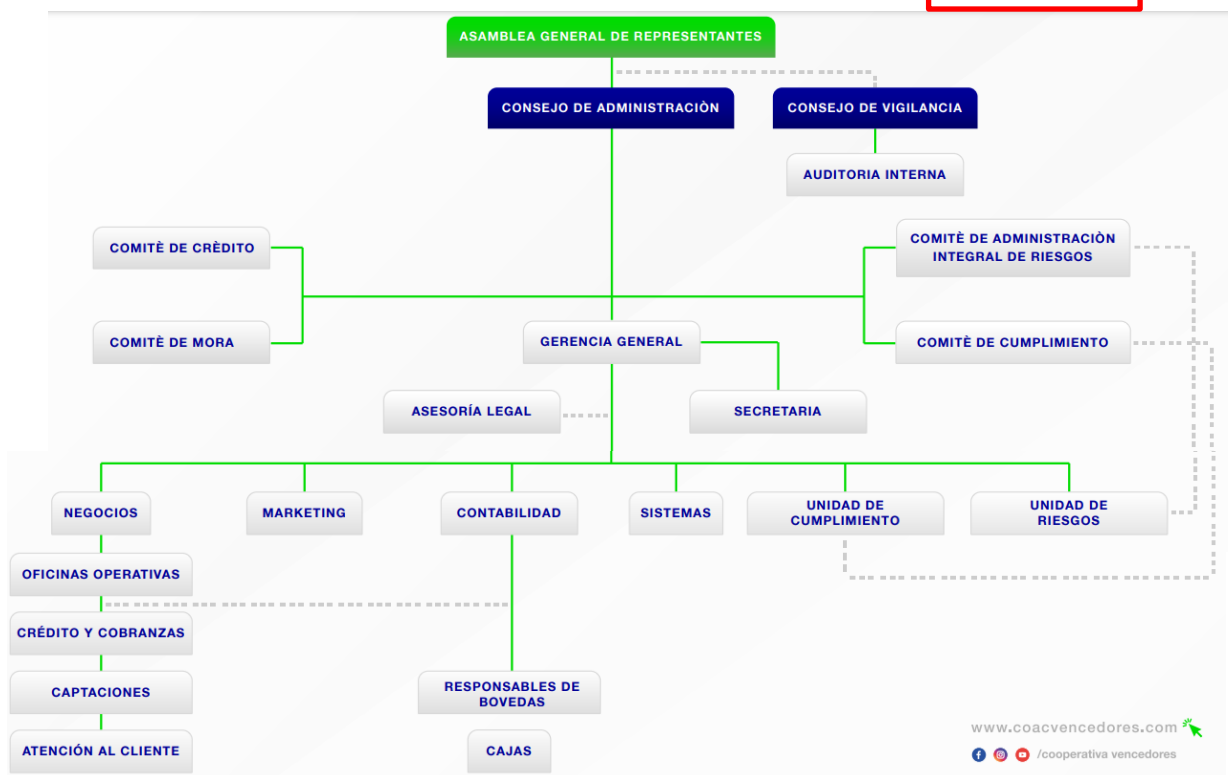 ASAMBLEA GENERAL DE REPRESENTANTES
CONSEJO DE ADMINISTRACIÒN
CONSEJO DE VIGILANCIA
AUDITORIA INTERNA
COMITÈ DE CRÈDITO
COMITÈ DE ADMINISTRACIÒN
INTEGRAL DE RIESGOS
COMITÈ DE MORA
GERENCIA GENERAL
COMITÈ DE CUMPLIMIENTO
ASESORÍA LEGAL
SECRETARIA
NEGOCIOS
MARKETING
CONTABILIDAD
SISTEMAS
UNIDAD DE
CUMPLIMIENTO
UNIDAD DE
RIESGOS
OFICINAS OPERATIVAS
CRÉDITO Y COBRANZAS
CAPTACIONES
RESPONSABLES DE
BOVEDAS
ATENCIÓN AL CLIENTE
CAJAS
www.coacvencedores.com
/cooperativa vencedores